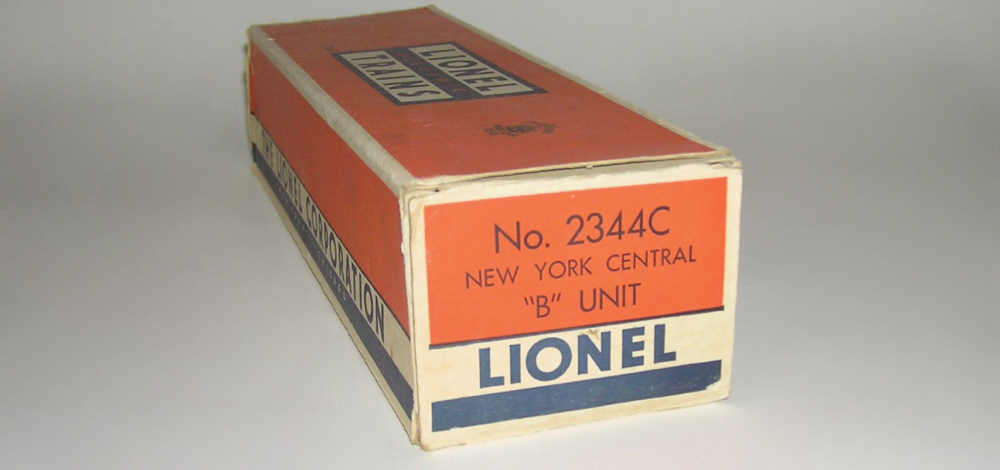 LIONEL
TRAINS
THE LIONEL CORPORATION
No. 2344C
NEW YORK CENTRAL
"B" UNIT
LIONEL